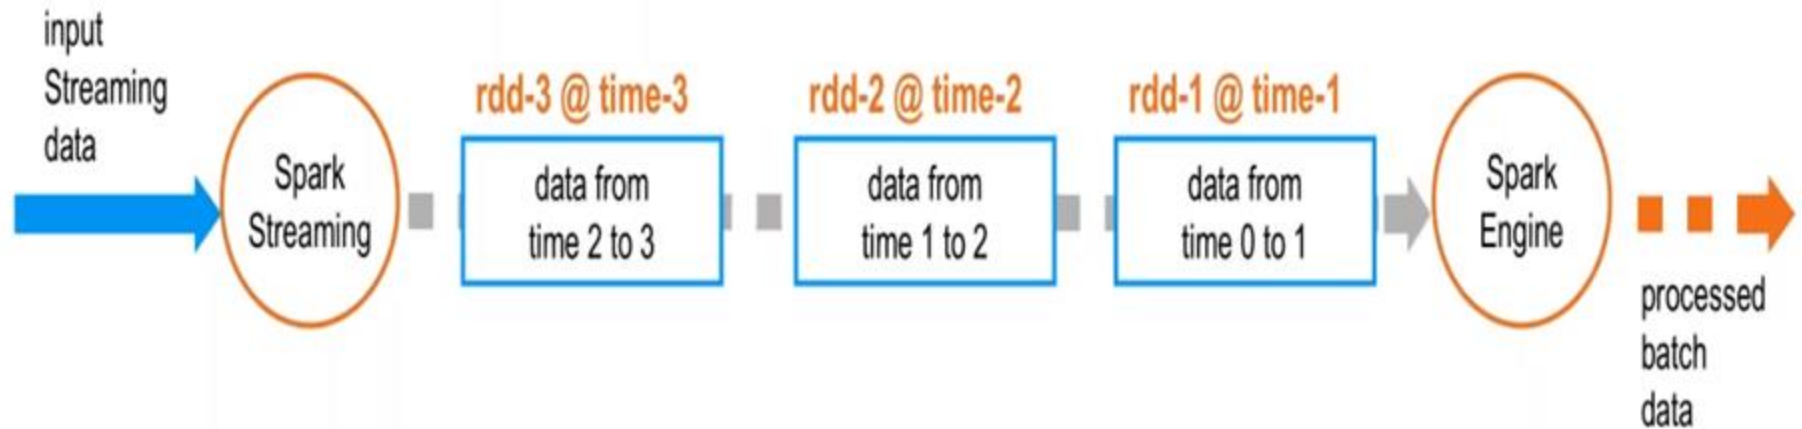 input
Streaming
data
Spark
Streaming
rdd-3 @ time-3
data from
time 2 to 3
rdd-2 @ time-2
data from
time 1 to 2
rdd-1 @ time-1
data from
time 0 to 1
Spark
Engine
processed
batch
data